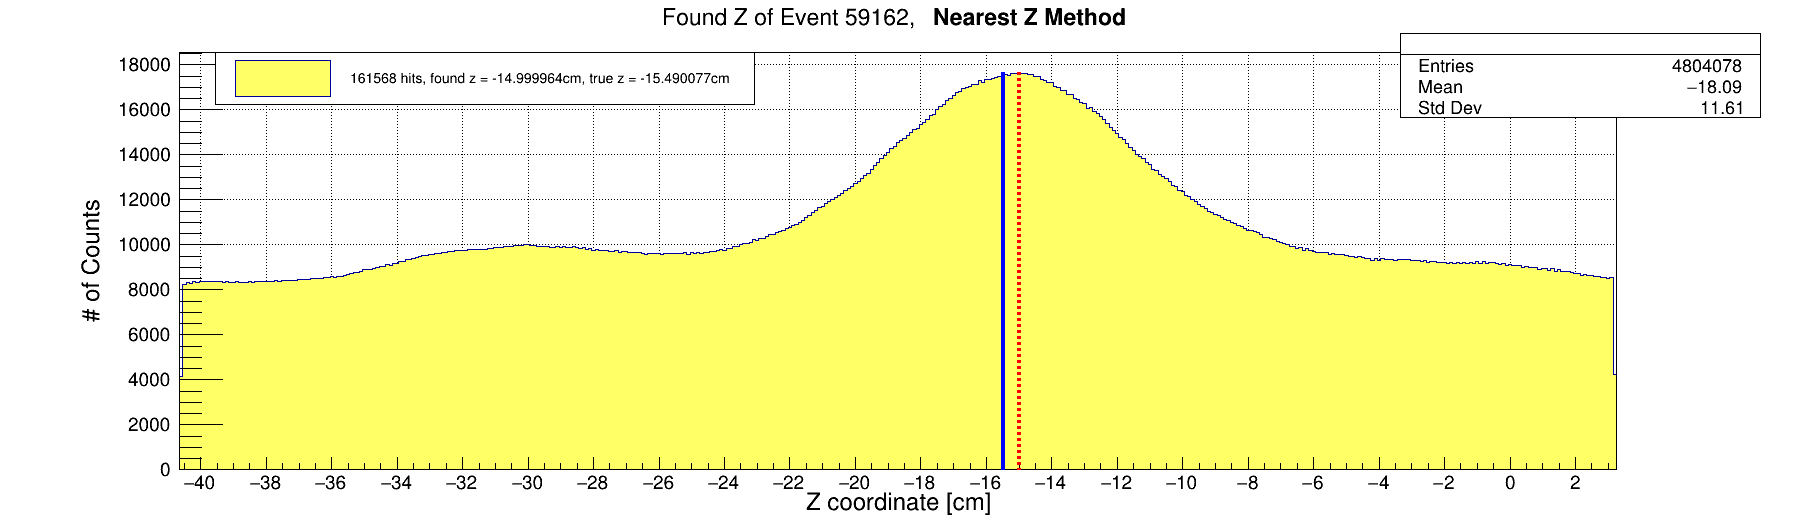 Found Z of Event 59162, Nearest Z Method
161568 hits, found z = -14.999964cm, true z = -15.490077cm
Entries 4804078
Mean −18.09
Std Dev 11.61
# of Counts
18000
16000
14000
12000
10000
8000
6000
4000
2000
0
−40 −38 −36 −34 −32 −30 −28 −26 −24 −22 −20 −18 −16 −14 −12 −10 −8 −6 −4 −2 0 2
Z coordinate [cm]